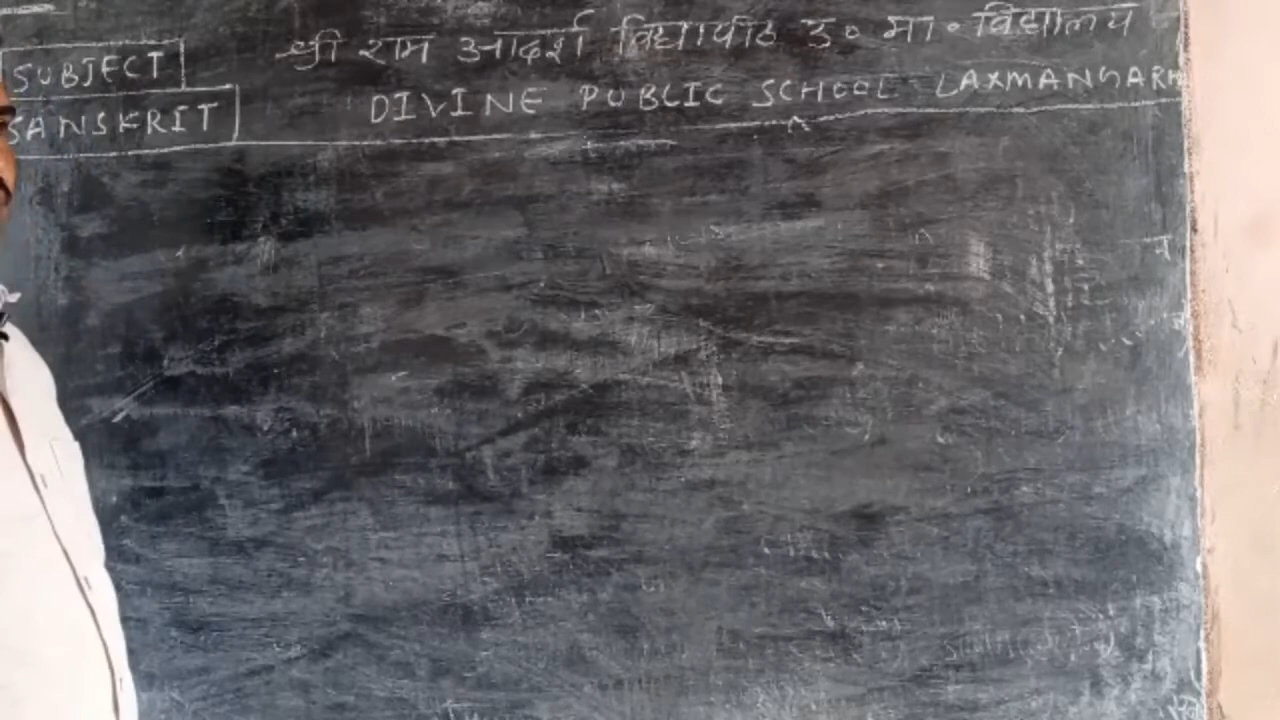 श्री राम आदर्श विद्यापीठ उ० मा० विद्यालय
SUBJECT
DIVINE PUBLIC SCHOOL LAXMANGARH
SANSKRIT